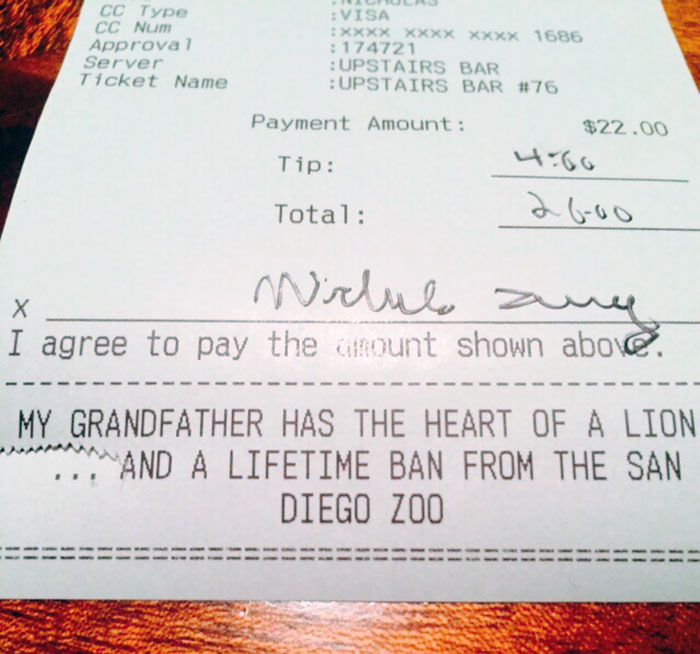 :NICHOLAS
CC Type :VISA
CC Num :XXXX XXXX XXXX 1686
Approval :174721
Server :UPSTAIRS BAR
Ticket Name :UPSTAIRS BAR #76
Payment Amount: $22.00
Tip: 4.00
Total: 26.00
X
I agree to pay the amount shown above.
MY GRANDFATHER HAS THE HEART OF A LION
... AND A LIFETIME BAN FROM THE SAN
DIEGO ZOO